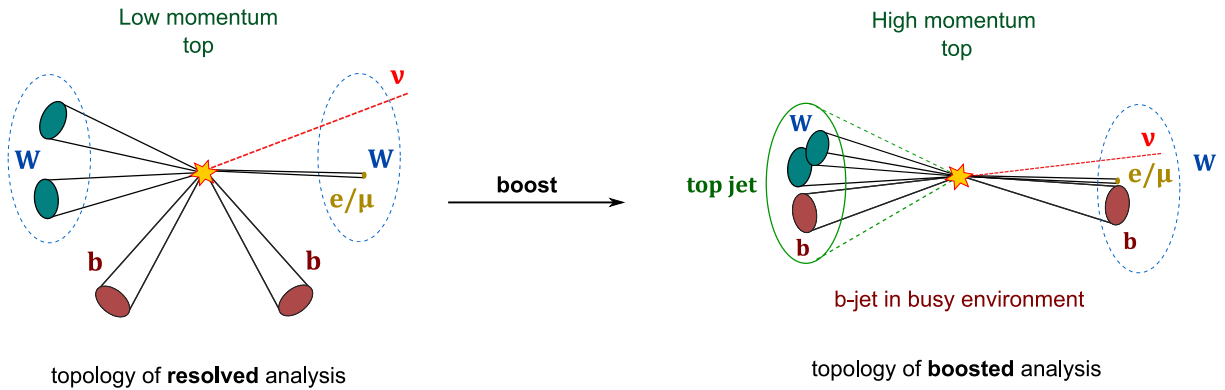 Low momentum
top
ν
W
W
e/μ
b
b
topology of resolved analysis
boost
High momentum
top
W
ν
W
top jet
e/μ
b
b
b-jet in busy environment
topology of boosted analysis